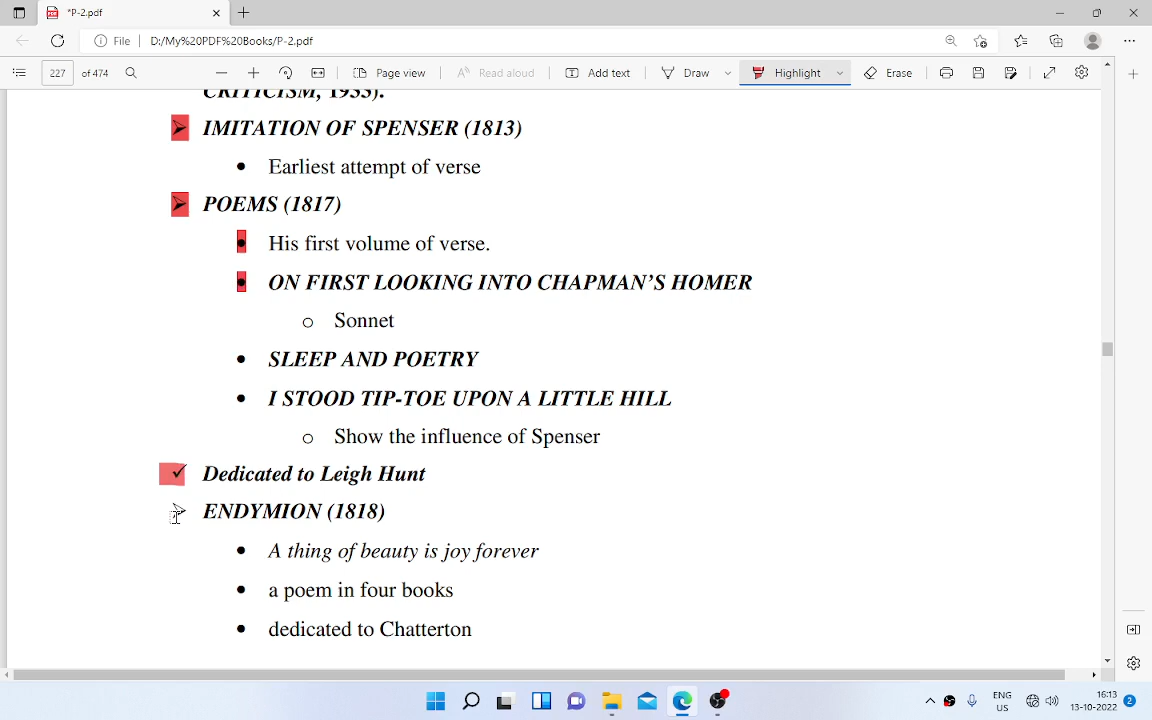 *P-2.pdf
File D:/My%20PDF%20Books/P-2.pdf
227 of 474 Page view Read aloud Add text Draw Highlight Erase
CRITICISM, 1933).
IMITATION OF SPENSER (1813)
• Earliest attempt of verse
POEMS (1817)
• His first volume of verse.
• ON FIRST LOOKING INTO CHAPMAN'S HOMER
o Sonnet
• SLEEP AND POETRY
• I STOOD TIP-TOE UPON A LITTLE HILL
o Show the influence of Spenser
✓ Dedicated to Leigh Hunt
ENDYMION (1818)
• A thing of beauty is joy forever
• a poem in four books
• dedicated to Chatterton
ENG 16:13
US 13-10-2022 2